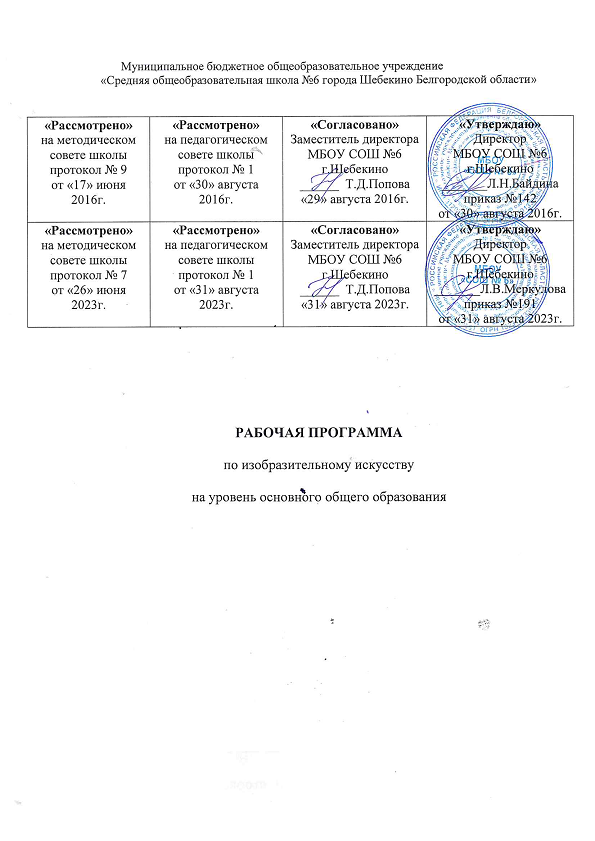 Муниципальное бюджетное общеобразовательное учреждение
«Средняя общеобразовательная школа №6 города Шебекино Белгородской области»
«Рассмотрено»
на методическом
совете школы
протокол № 9
от «17» июня
2016г.
«Рассмотрено»
на педагогическом
совете школы
протокол № 1
от «30» августа
2016г.
«Согласовано»
Заместитель директора
МБОУ СОШ №6
г.Шебекино
Т.Д.Попова
«29» августа 2016г.
«Утверждаю»
Директор
МБОУ СОШ №6
г.Шебекино
Л.Н.Байдина
приказ №142
от «30» августа 2016г.
«Рассмотрено»
на методическом
совете школы
протокол № 7
от «26» июня
2023г.
«Рассмотрено»
на педагогическом
совете школы
протокол № 1
от «31» августа
2023г.
«Согласовано»
Заместитель директора
МБОУ СОШ №6
г.Шебекино
Т.Д.Попова
«31» августа 2023г.
«Утверждаю»
Директор
МБОУ СОШ №6
г.Шебекино
Л.В.Меркулова
приказ №191
от «31» августа 2023г.
РАБОЧАЯ ПРОГРАММА
по изобразительному искусству
на уровень основного общего образования